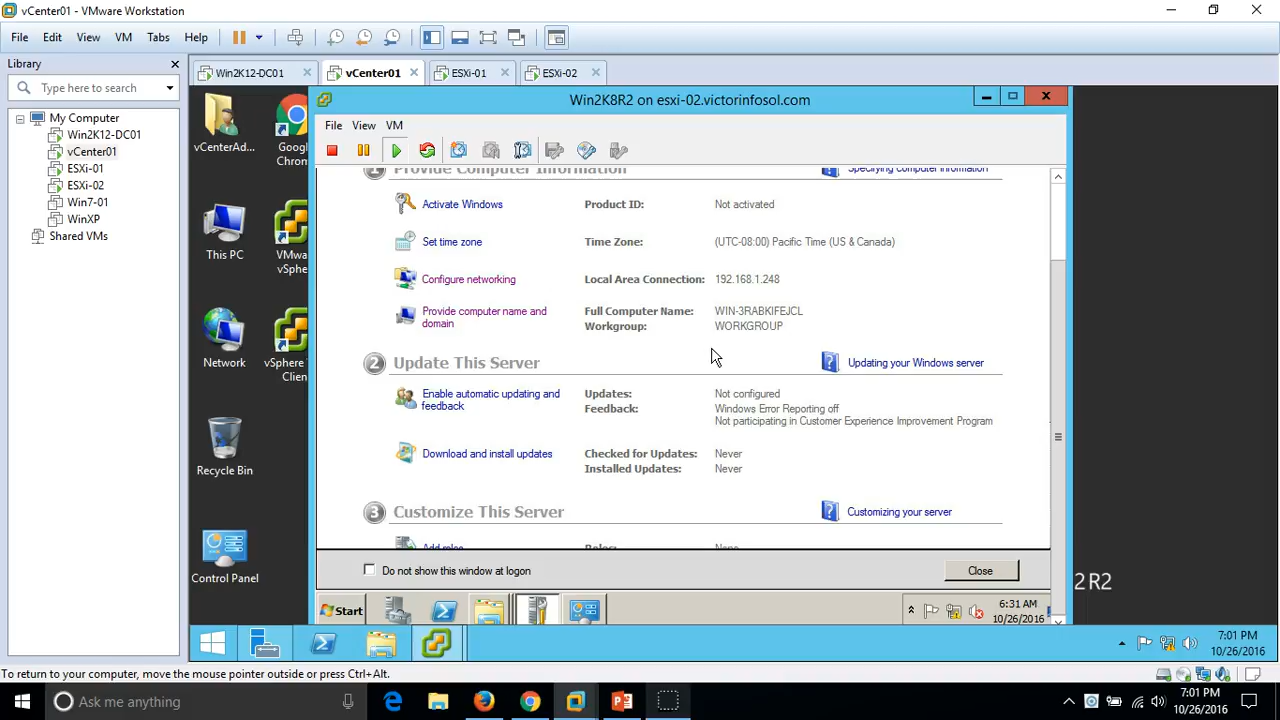 vCenter01 - VMware Workstation
File Edit View VM Tabs Help
Library
Type here to search
My Computer
Win2K12-DC01
vCenter01
ESXi-01
ESXi-02
Win7-01
WinXP
Shared VMs
Win2K12-DC01 vCenter01 ESXi-01 ESXi-02
vCenterAd...
Google
Chrom
This PC
VMwa
vSphe
Network
vSphere
Clien
Recycle Bin
Control Panel
Win2K8R2 on esxi-02.victorinfosol.com
File View VM
1 Provide Computer Information Specifying computer information
Activate Windows Product ID: Not activated
Set time zone Time Zone: (UTC-08:00) Pacific Time (US & Canada)
Configure networking Local Area Connection: 192.168.1.248
Provide computer name and Full Computer Name: WIN-3RABKIFEJCL
domain Workgroup: WORKGROUP
2 Update This Server Updating your Windows server
Enable automatic updating and Updates: Not configured
feedback Feedback: Windows Error Reporting off
Not participating in Customer Experience Improvement Program
Download and install updates Checked for Updates: Never
Installed Updates: Never
3 Customize This Server Customizing your server
Add roles Roles: None
Do not show this window at logon Close
2 R2
Start 6:31 AM
10/26/2016
7:01 PM
10/26/2016
To return to your computer, move the mouse pointer outside or press Ctrl+Alt.
Ask me anything
7:01 PM
10/26/2016